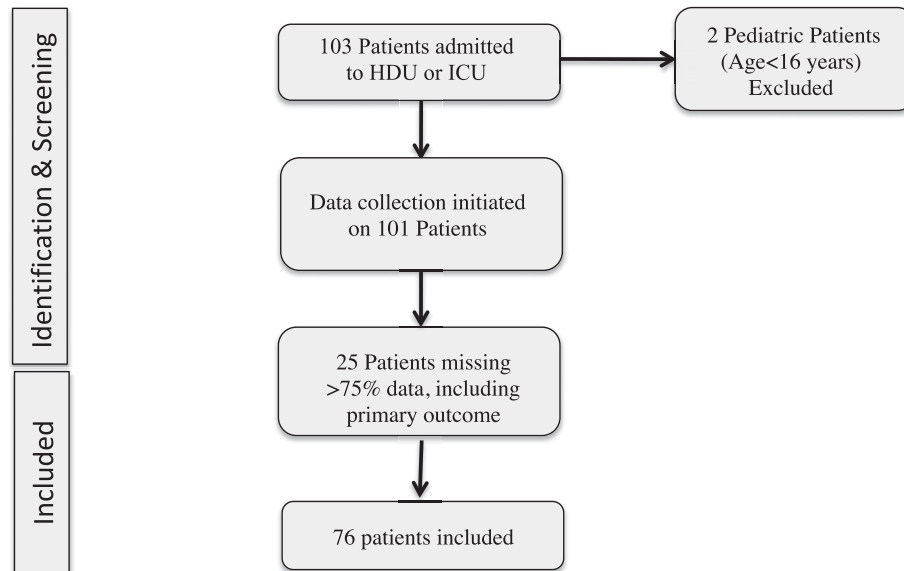 Identification & Screening
103 Patients admitted
to HDU or ICU
2 Pediatric Patients
(Age<16 years)
Excluded
Data collection initiated
on 101 Patients
25 Patients missing
>75% data, including
primary outcome
Included
76 patients included